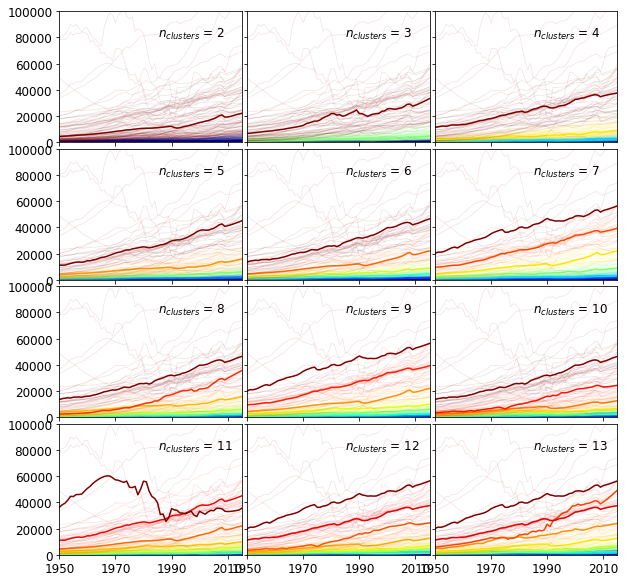 100000
80000
60000
40000
20000
0
n_clusters = 2
n_clusters = 3
n_clusters = 4
100000
80000
60000
40000
20000
0
n_clusters = 5
n_clusters = 6
n_clusters = 7
100000
80000
60000
40000
20000
0
n_clusters = 8
n_clusters = 9
n_clusters = 10
100000
80000
60000
40000
20000
0
n_clusters = 11
n_clusters = 12
n_clusters = 13
1950 1970 1990 2010 1950 1970 1990 2010 1950 1970 1990 2010